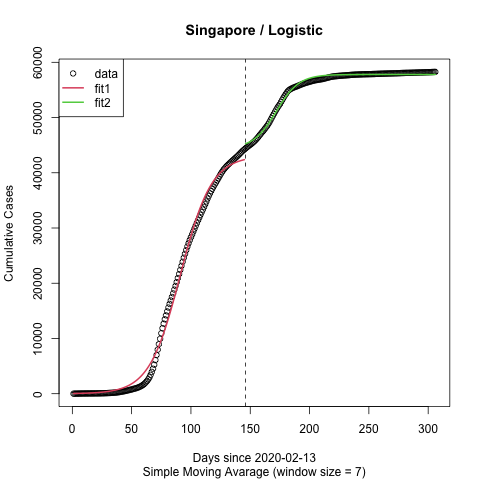 Singapore / Logistic
data
fit1
fit2
Cumulative Cases
60000
50000
40000
30000
20000
10000
0
0 50 100 150 200 250 300
Days since 2020-02-13
Simple Moving Avarage (window size = 7)